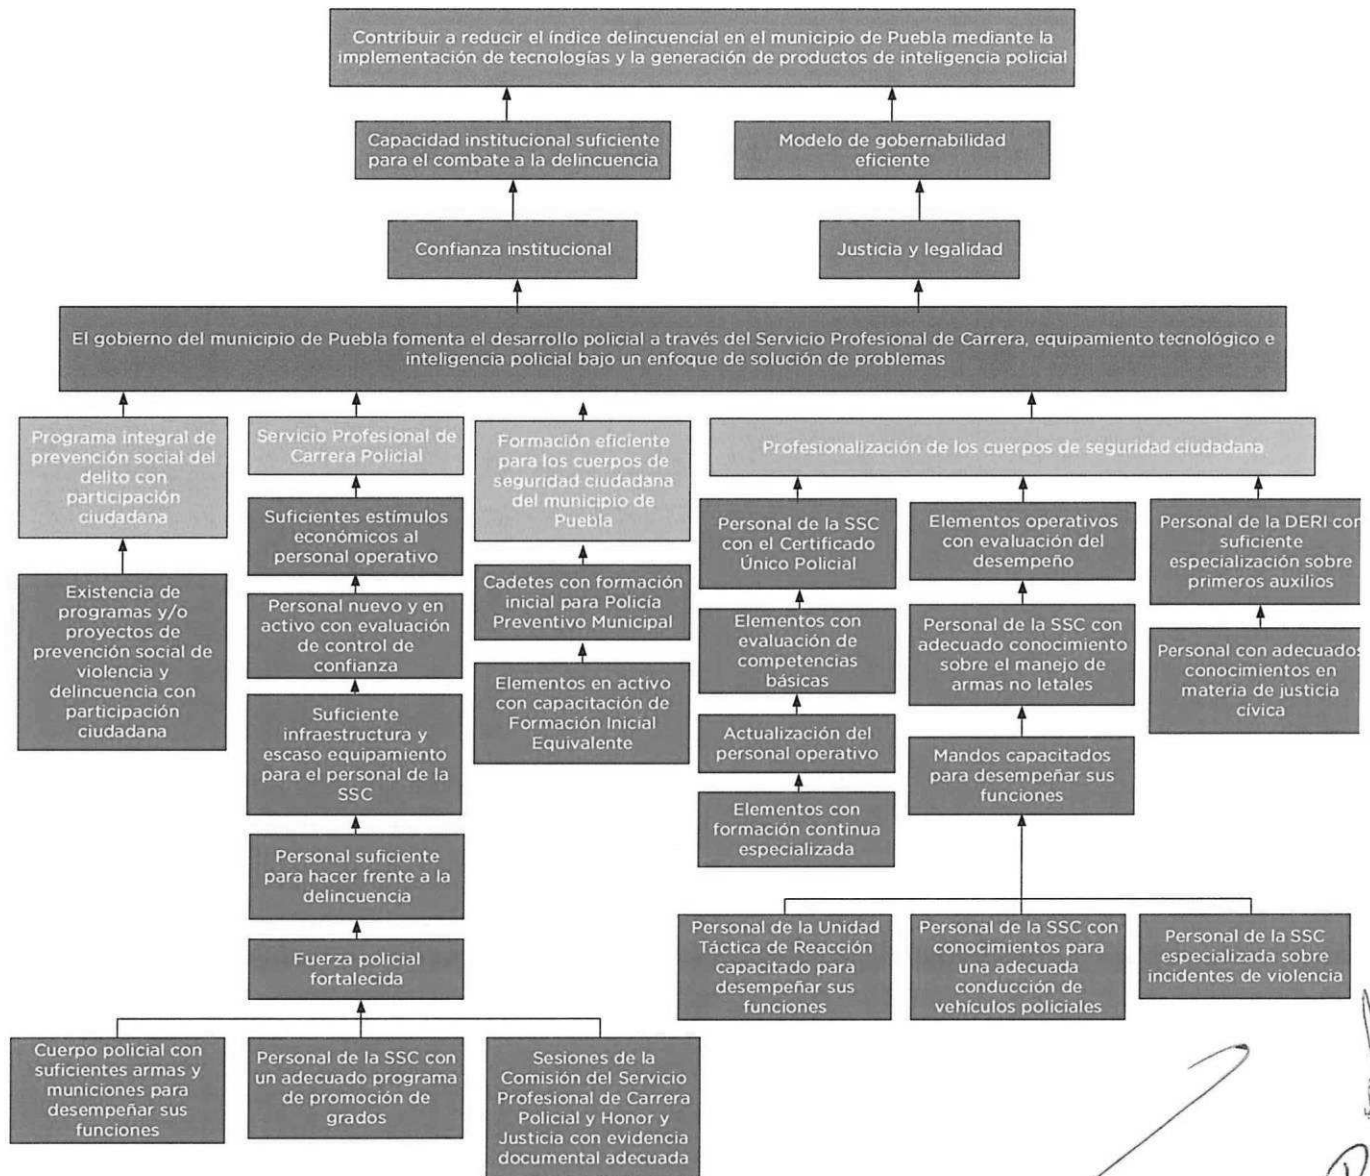 Contribuir a reducir el índice delincuencial en el municipio de Puebla mediante la
implementación de tecnologías y la generación de productos de inteligencia policial
Capacidad institucional suficiente
para el combate a la delincuencia
Modelo de gobernabilidad
eficiente
Confianza institucional
Justicia y legalidad
El gobierno del municipio de Puebla fomenta el desarrollo policial a través del Servicio Profesional de Carrera, equipamiento tecnológico e
inteligencia policial bajo un enfoque de solución de problemas
Programa integral de
prevención social del
delito con
participación
ciudadana
Existencia de
programas y/o
proyectos de
prevención social de
violencia y
delincuencia con
participación
ciudadana
Servicio Profesional de
Carrera Policial
Suficientes estímulos
económicos al
personal operativo
Personal nuevo y en
activo con evaluación
de control de
confianza
Suficiente
infraestructura y
escaso equipamiento
para el personal de la
SSC
Personal suficiente
para hacer frente a la
delincuencia
Fuerza policial
fortalecida
Cuerpo policial con
suficientes armas y
municiones para
desempeñar sus
funciones
Personal de la SSC con
un adecuado programa
de promoción de
grados
Sesiones de la
Comisión del Servicio
Profesional de Carrera
Policial y Honor y
Justicia con evidencia
documental adecuada
Formación eficiente
para los cuerpos de
seguridad ciudadana
del municipio de
Puebla
Cadetes con formación
inicial para Policía
Preventivo Municipal
Elementos en activo
con capacitación de
Formación Inicial
Equivalente
Profesionalización de los cuerpos de seguridad ciudadana
Personal de la SSC
con el Certificado
Único Policial
Elementos con
evaluación de
competencias
básicas
Actualización del
personal operativo
Elementos con
formación continua
especializada
Elementos operativos
con evaluación del
desempeño
Personal de la SSC con
adecuado conocimiento
sobre el manejo de
armas no letales
Mandos capacitados
para desempeñar sus
funciones
Personal de la Unidad
Táctica de Reacción
capacitado para
desempeñar sus
funciones
Personal de la SSC con
conocimientos para
una adecuada
conducción de
vehículos policiales
Personal de la SSC
especializada sobre
incidentes de violencia
Personal de la DERI con
suficiente
especialización sobre
primeros auxilios
Personal con adecuados
conocimientos en
materia de justicia
cívica